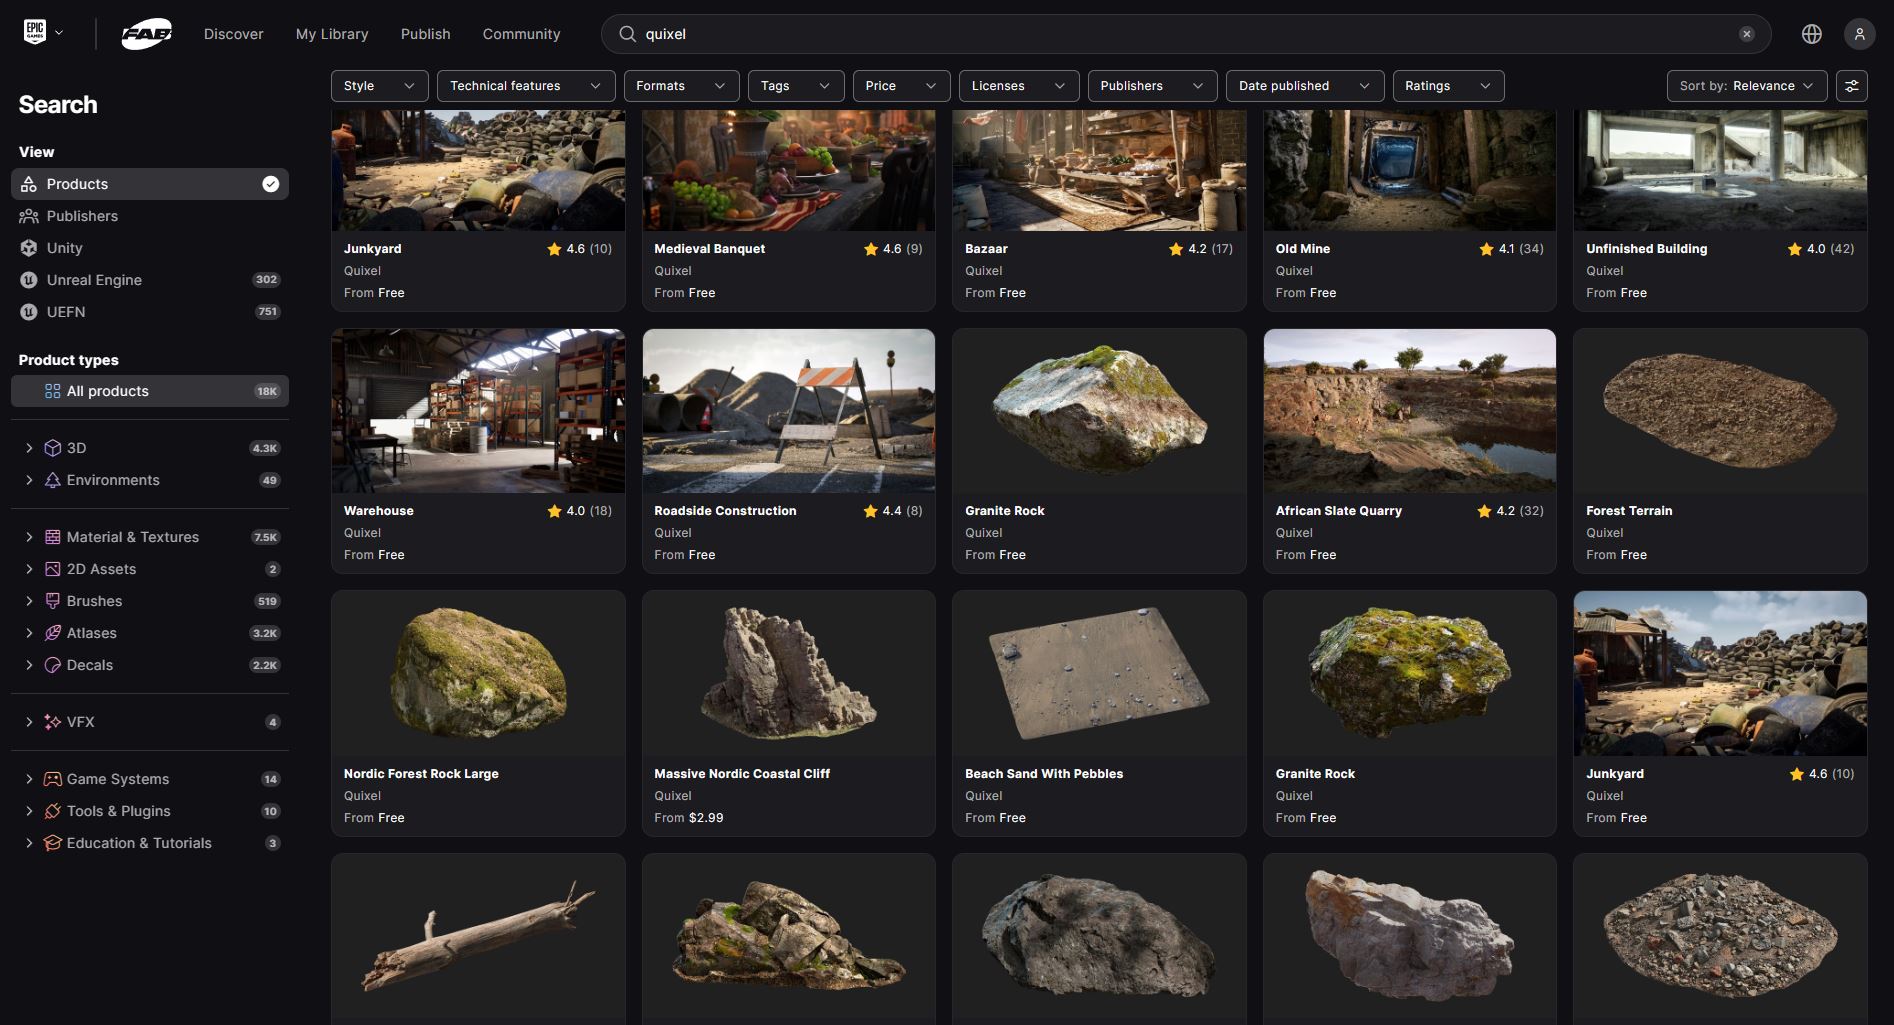 EPIC GAMES
FAB
Discover
My Library
Publish
Community
quixel
Style
Technical features
Formats
Tags
Price
Licenses
Publishers
Date published
Ratings
Sort by: Relevance
Search
View
Products
Publishers
Unity
Unreal Engine 302
UEFN 751
Product types
All products 18K
3D 4.3K
Environments 49
Material & Textures 7.5K
2D Assets 2
Brushes 519
Atlases 3.2K
Decals 2.2K
VFX 4
Game Systems 14
Tools & Plugins 10
Education & Tutorials 3
Junkyard 4.6 (10)
Quixel
From Free
Medieval Banquet 4.6 (9)
Quixel
From Free
Bazaar 4.2 (17)
Quixel
From Free
Old Mine 4.1 (34)
Quixel
From Free
Unfinished Building 4.0 (42)
Quixel
From Free
Warehouse 4.0 (18)
Quixel
From Free
Roadside Construction 4.4 (8)
Quixel
From Free
Granite Rock
Quixel
From Free
African Slate Quarry 4.2 (32)
Quixel
From Free
Forest Terrain
Quixel
From Free
Nordic Forest Rock Large
Quixel
From Free
Massive Nordic Coastal Cliff
Quixel
From $2.99
Beach Sand With Pebbles
Quixel
From Free
Granite Rock
Quixel
From Free
Junkyard 4.6 (10)
Quixel
From Free